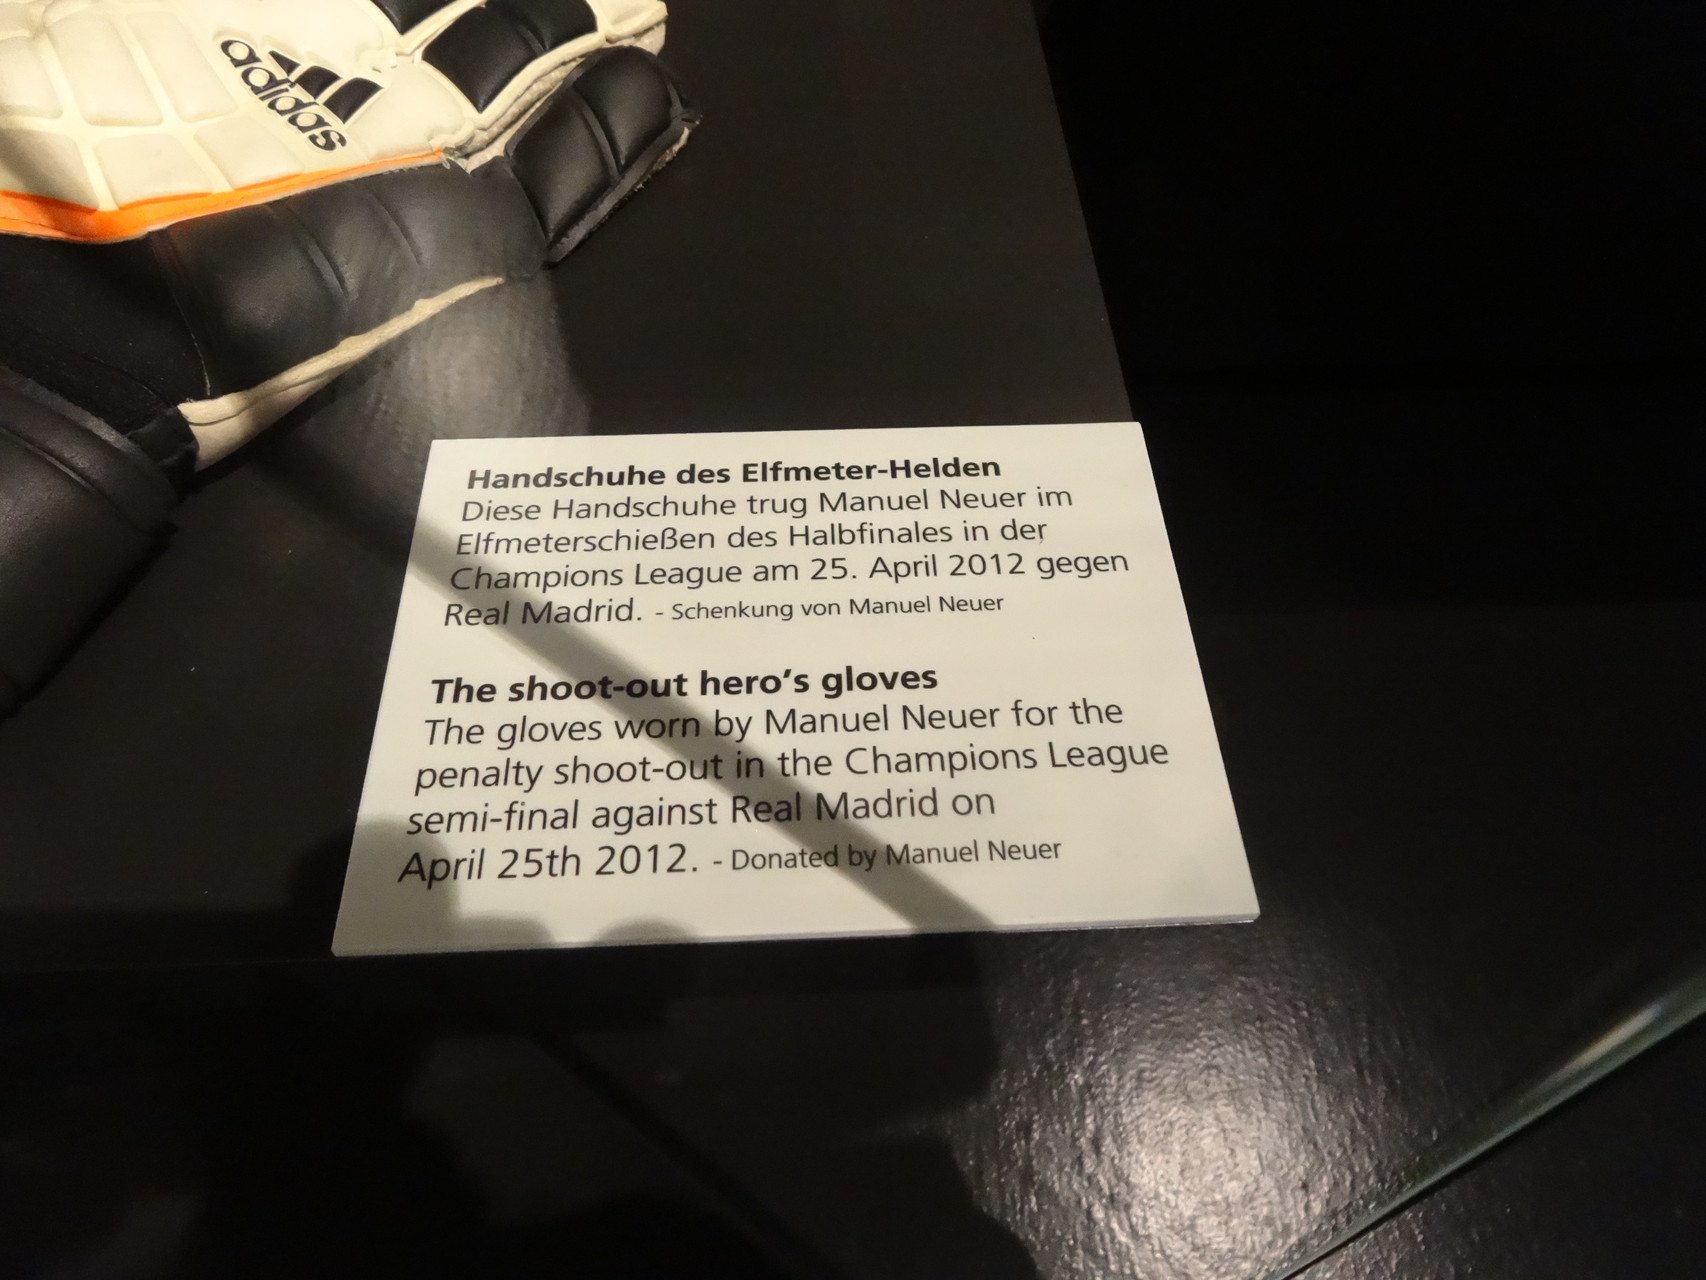 adidas
Handschuhe des Elfmeter-Helden
Diese Handschuhe trug Manuel Neuer im
Elfmeterschießen des Halbfinales in der
Champions League am 25. April 2012 gegen
Real Madrid. - Schenkung von Manuel Neuer
The shoot-out hero's gloves
The gloves worn by Manuel Neuer for the
penalty shoot-out in the Champions League
semi-final against Real Madrid on
April 25th 2012. - Donated by Manuel Neuer